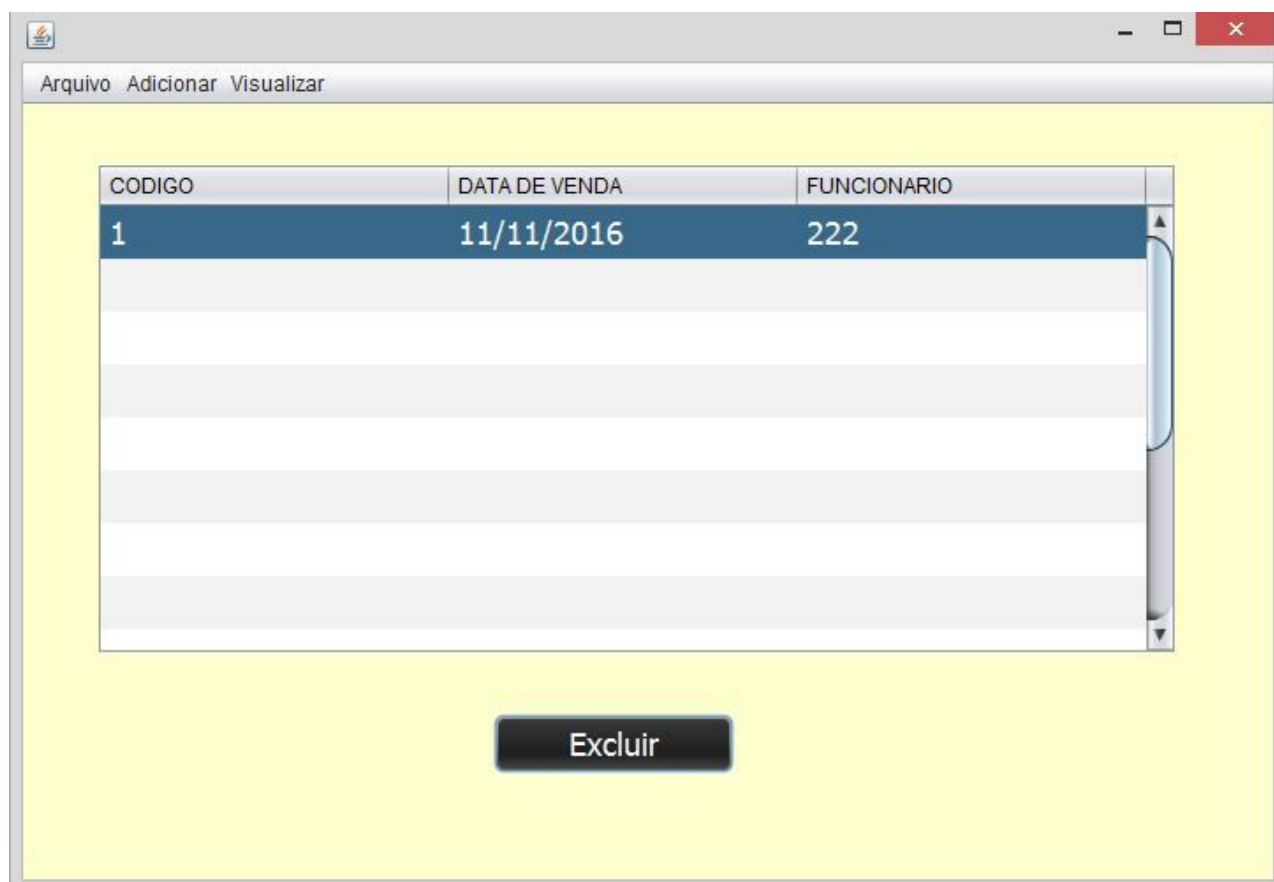 Arquivo Adicionar Visualizar
CODIGO DATA DE VENDA FUNCIONARIO
1 11/11/2016 222
Excluir